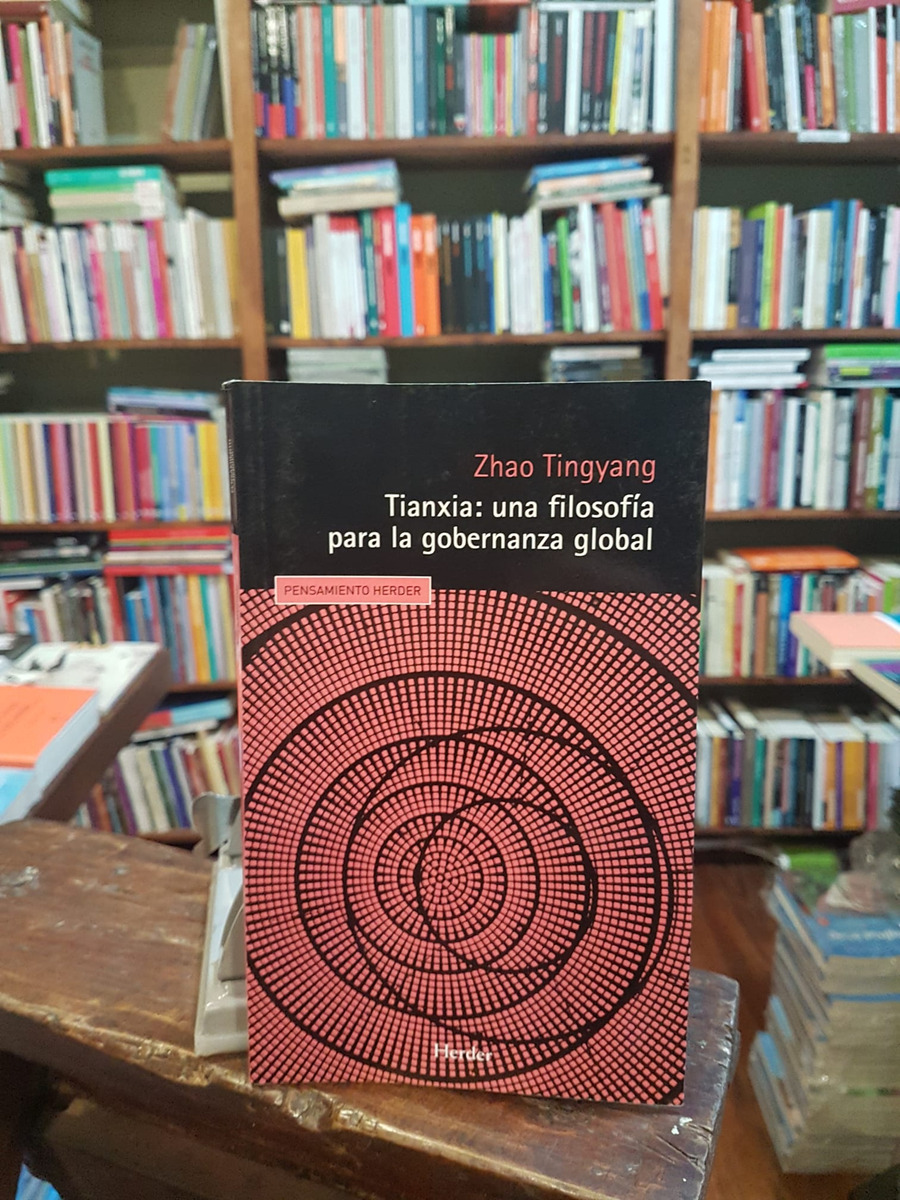 Zhao Tingyang
Tianxia: una filosofía
para la gobernanza global
PENSAMIENTO HERDER
Herder